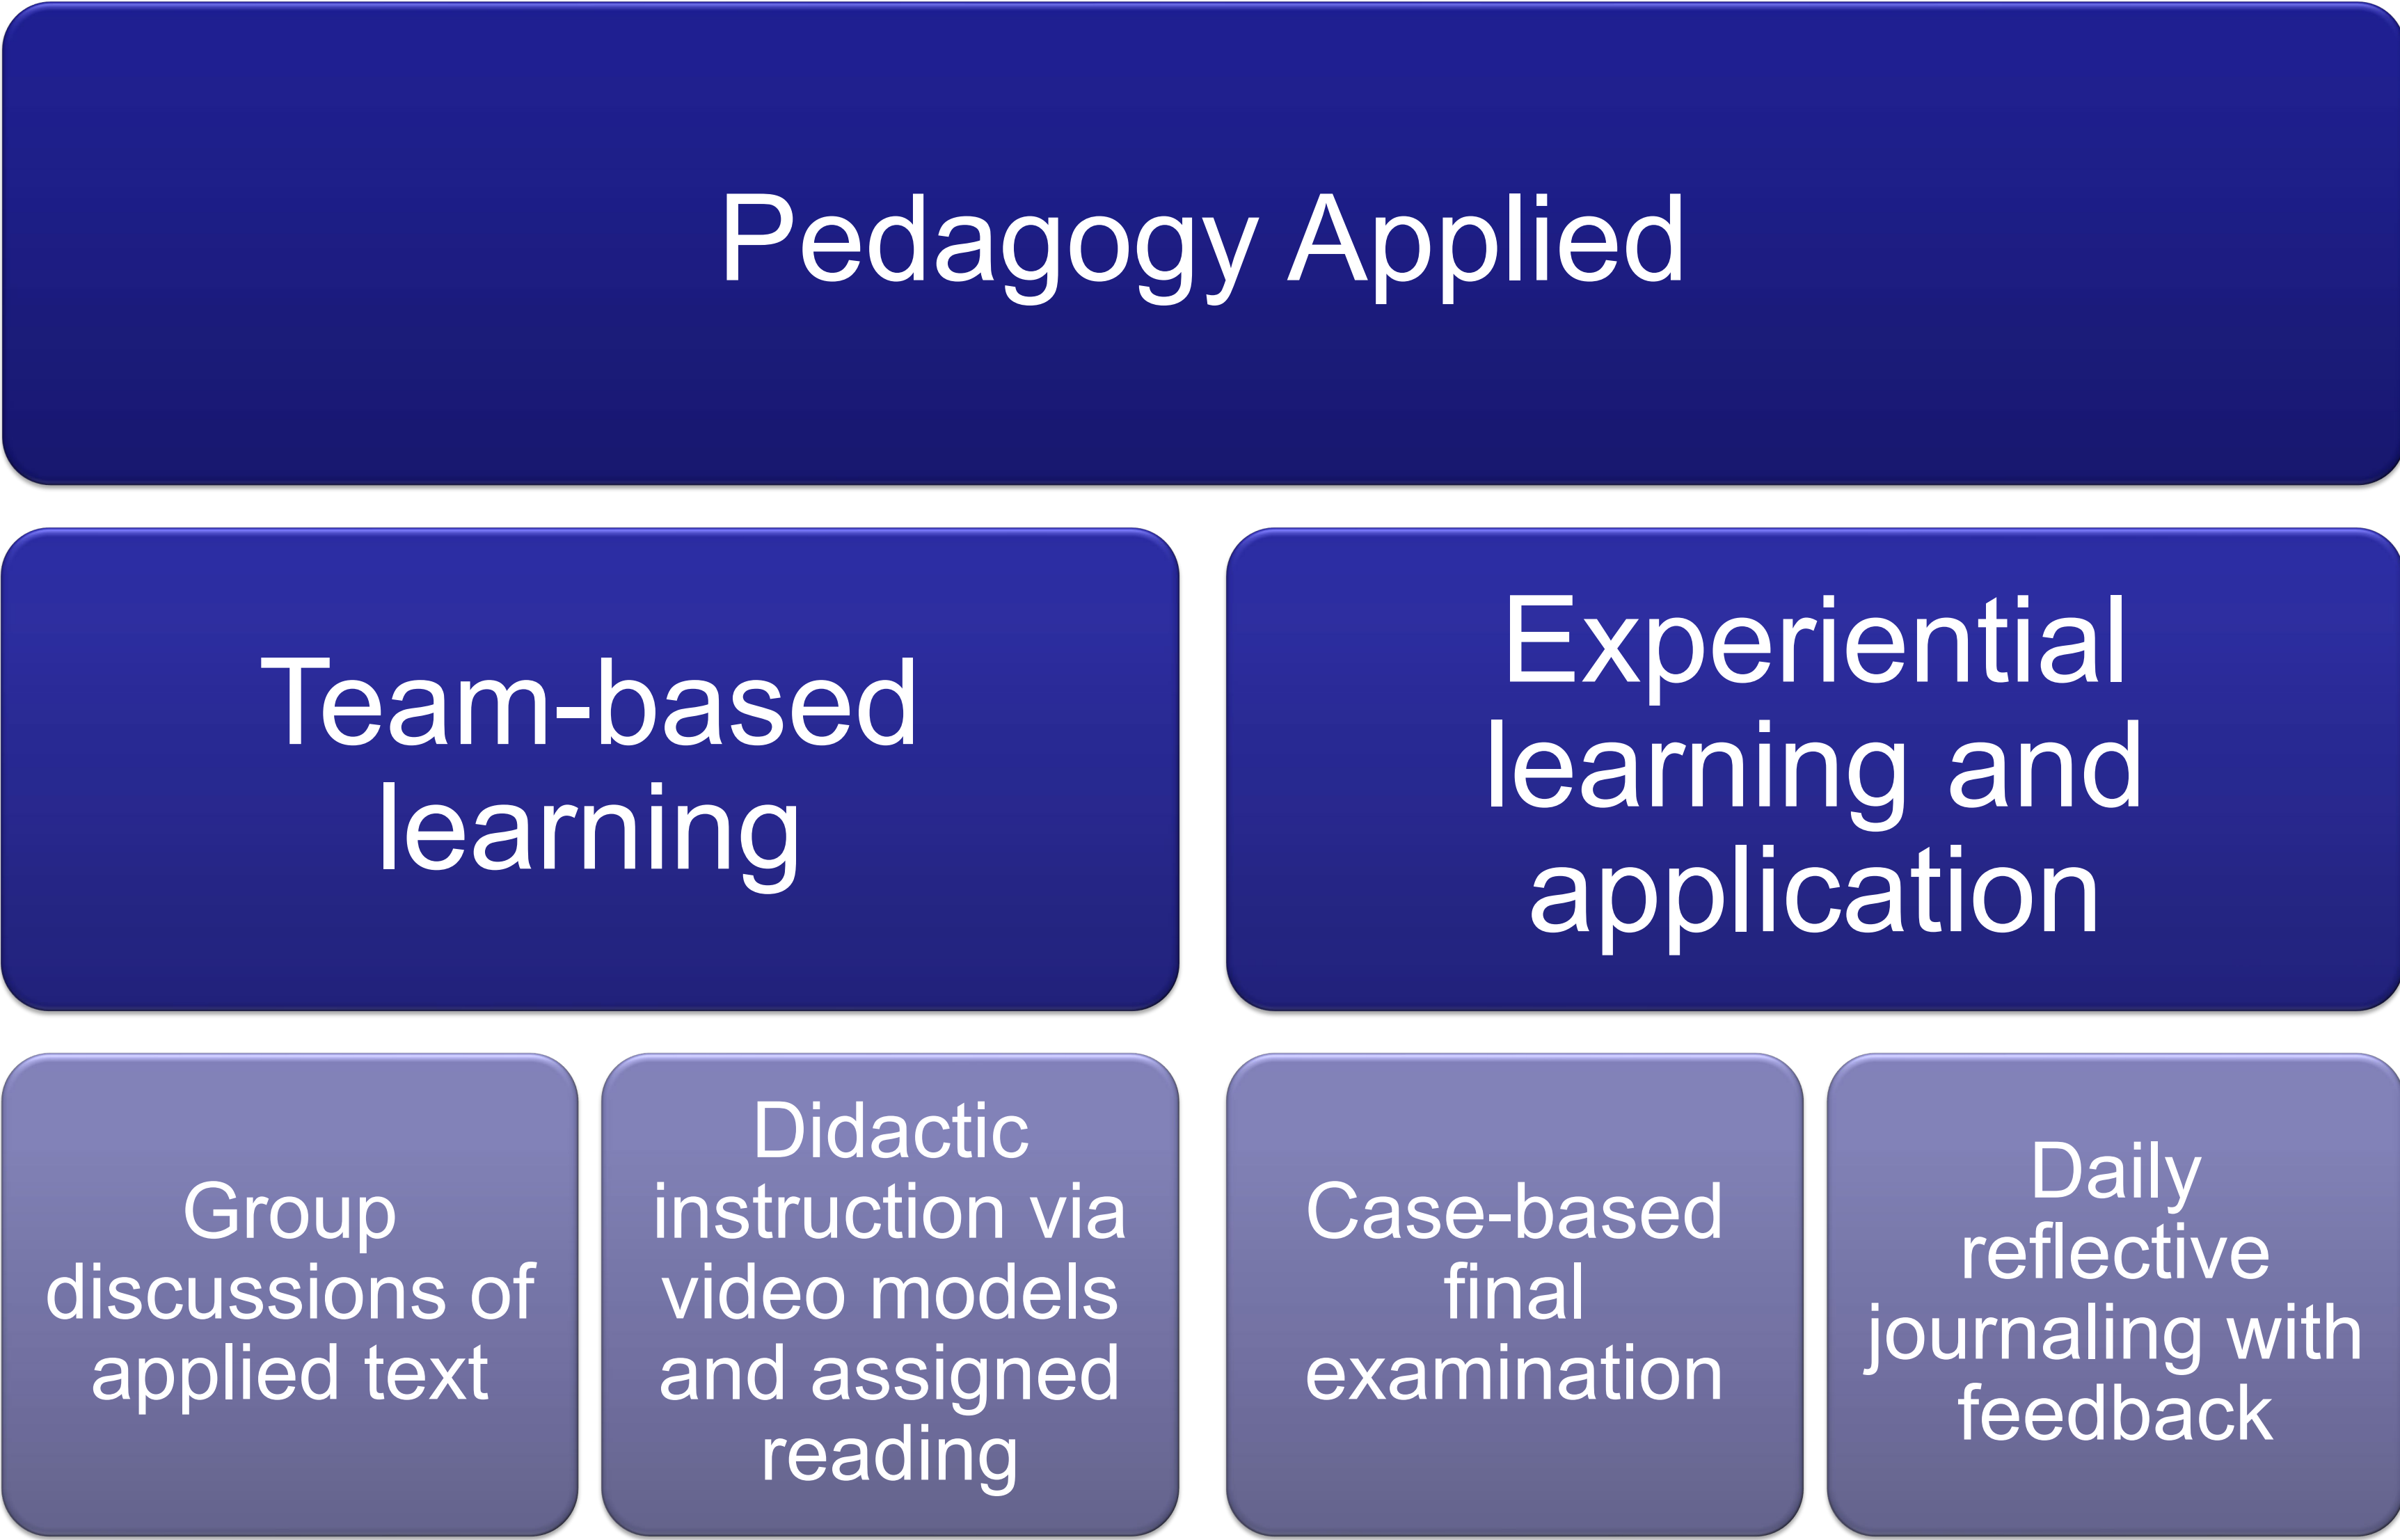 Pedagogy Applied
Team-based
learning
Experiential
learning and
application
Group
discussions of
applied text
Didactic
instruction via
video models
and assigned
reading
Case-based
final
examination
Daily
reflective
journaling with
feedback